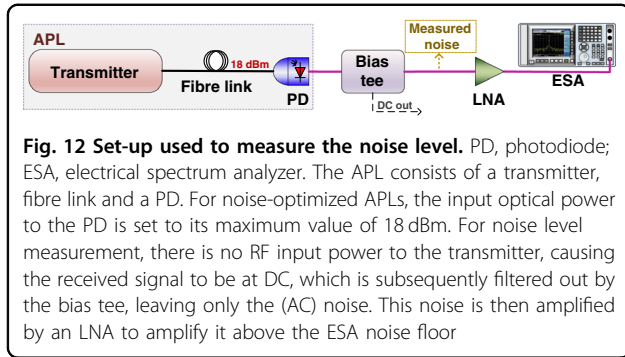 APL
Transmitter
Fibre link
18 dBm
PD
Bias
tee
DC out
Measured
noise
LNA
ESA
Fig. 12 Set-up used to measure the noise level. PD, photodiode;
ESA, electrical spectrum analyzer. The APL consists of a transmitter,
fibre link and a PD. For noise-optimized APLs, the input optical power
to the PD is set to its maximum value of 18 dBm. For noise level
measurement, there is no RF input power to the transmitter, causing
the received signal to be at DC, which is subsequently filtered out by
the bias tee, leaving only the (AC) noise. This noise is then amplified
by an LNA to amplify it above the ESA noise floor